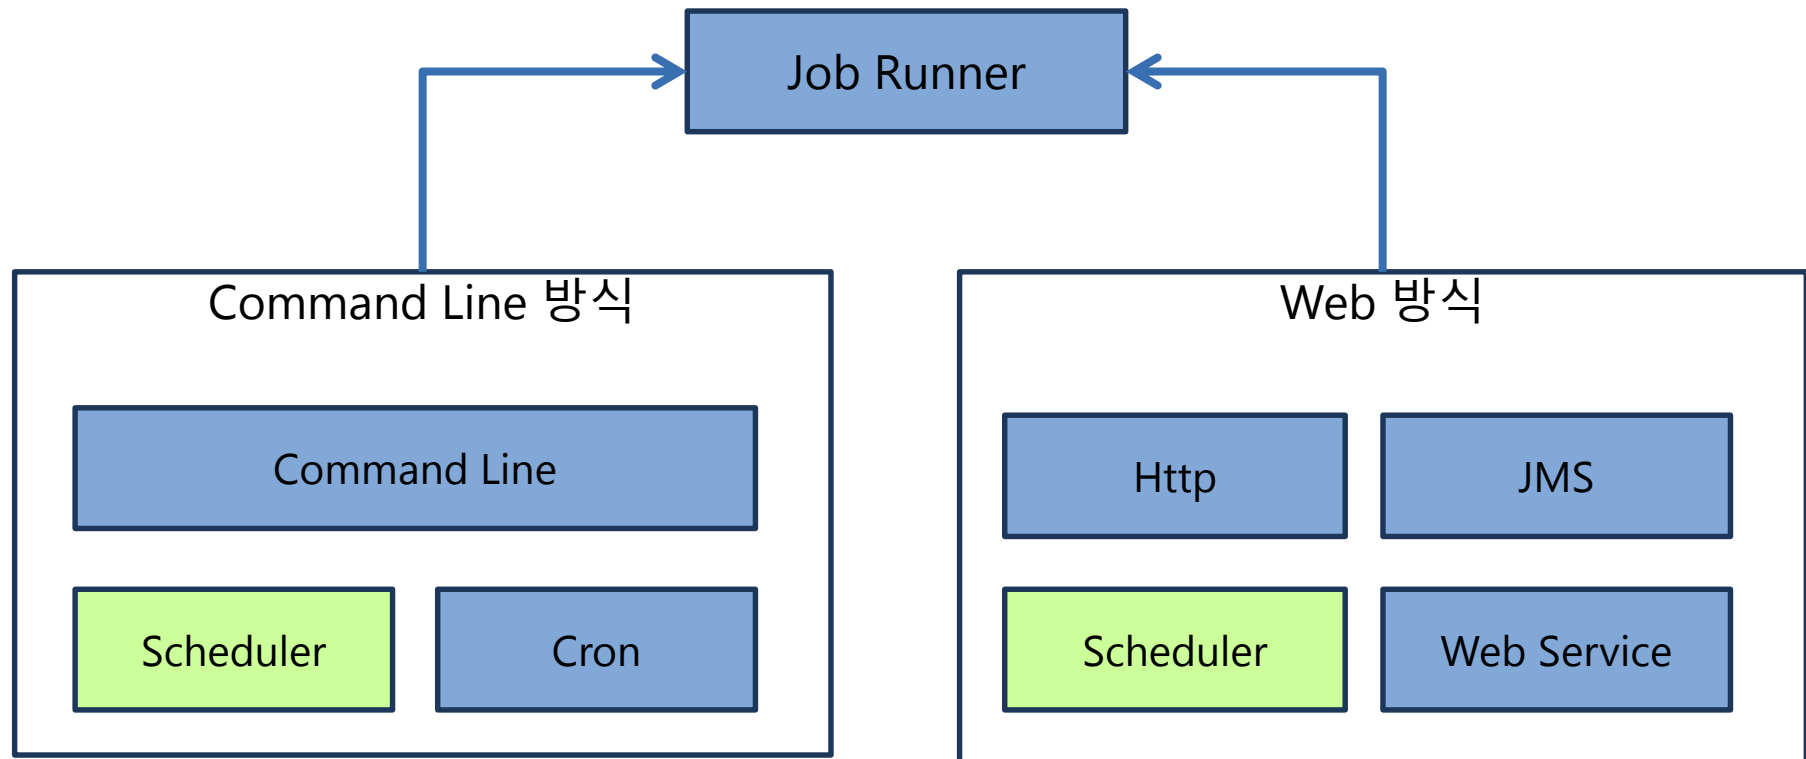 Job Runner
Command Line 방식
Command Line
Scheduler
Cron
Web 방식
Http
JMS
Scheduler
Web Service